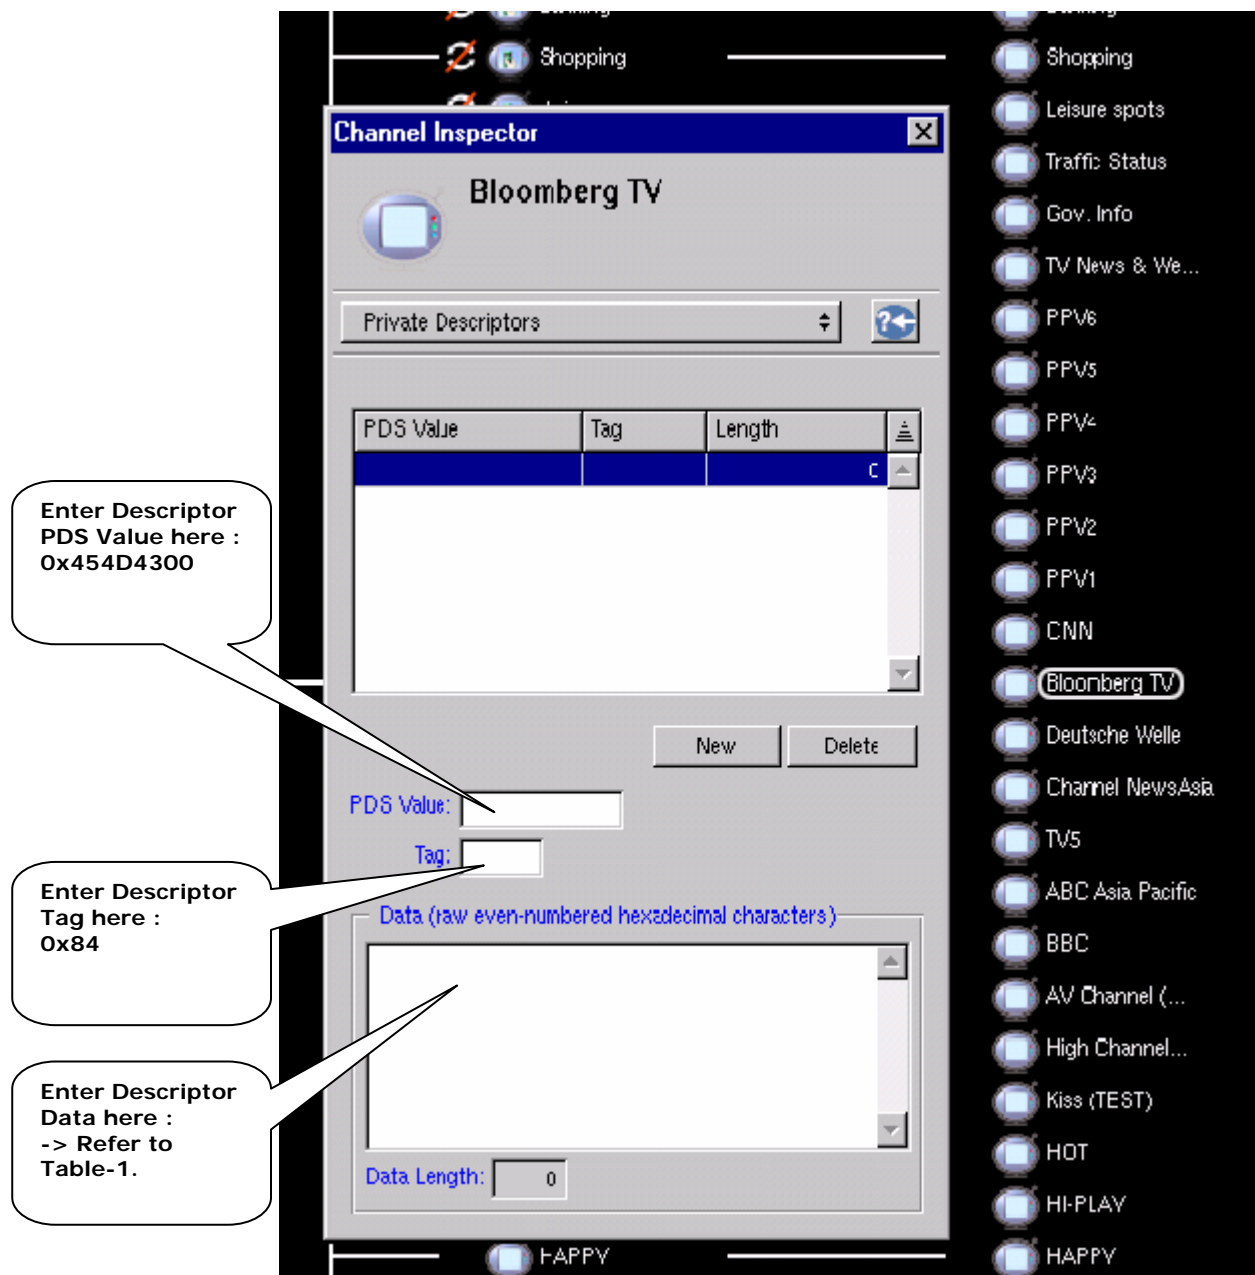 Shopping
Shopping
Leisure spots
Channel Inspector
Traffic Status
Bloomberg TV
Gov. Info
TV News & We...
Private Descriptors
PPV6
PPV5
PDS Value Tag Length
PPV4
PPV3
Enter Descriptor
PDS Value here :
0x454D4300
PPV2
PPV1
CNN
Bloomberg TV
New Delete
Deutsche Welle
Channel NewsAsia
PDS Value:
TV5
Tag:
Enter Descriptor
Tag here :
0x84
ABC Asia Pacific
Data (raw even-numbered hexadecimal characters)
BBC
AV Channel (...
High Channel...
Enter Descriptor
Data here :
-> Refer to
Table-1.
Kiss (TEST)
HOT
Data Length: 0
HI-PLAY
HAPPY
HAPPY